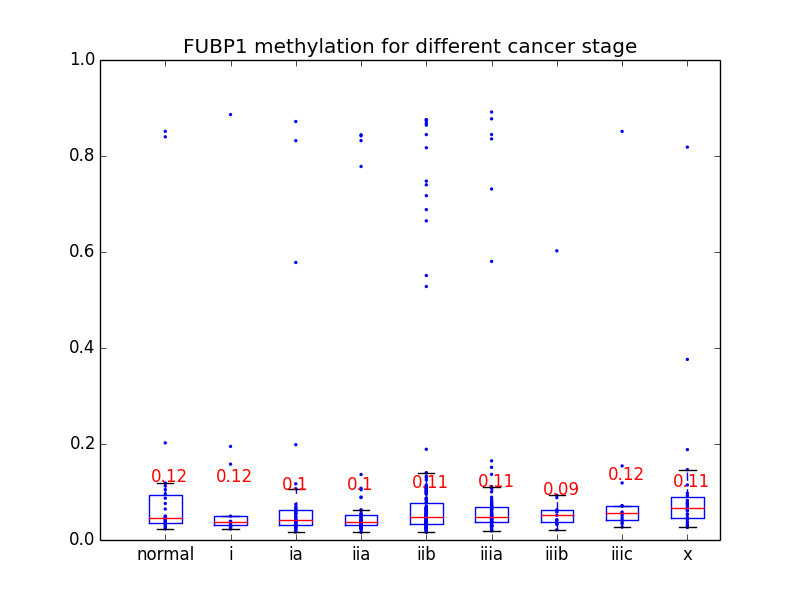 FUBP1 methylation for different cancer stage
1.0
0.8
0.6
0.4
0.2
0.0
0.12 0.12 0.1 0.1 0.11 0.11 0.09 0.12 0.11
normal i ia iia iib iiia iiib iiic x